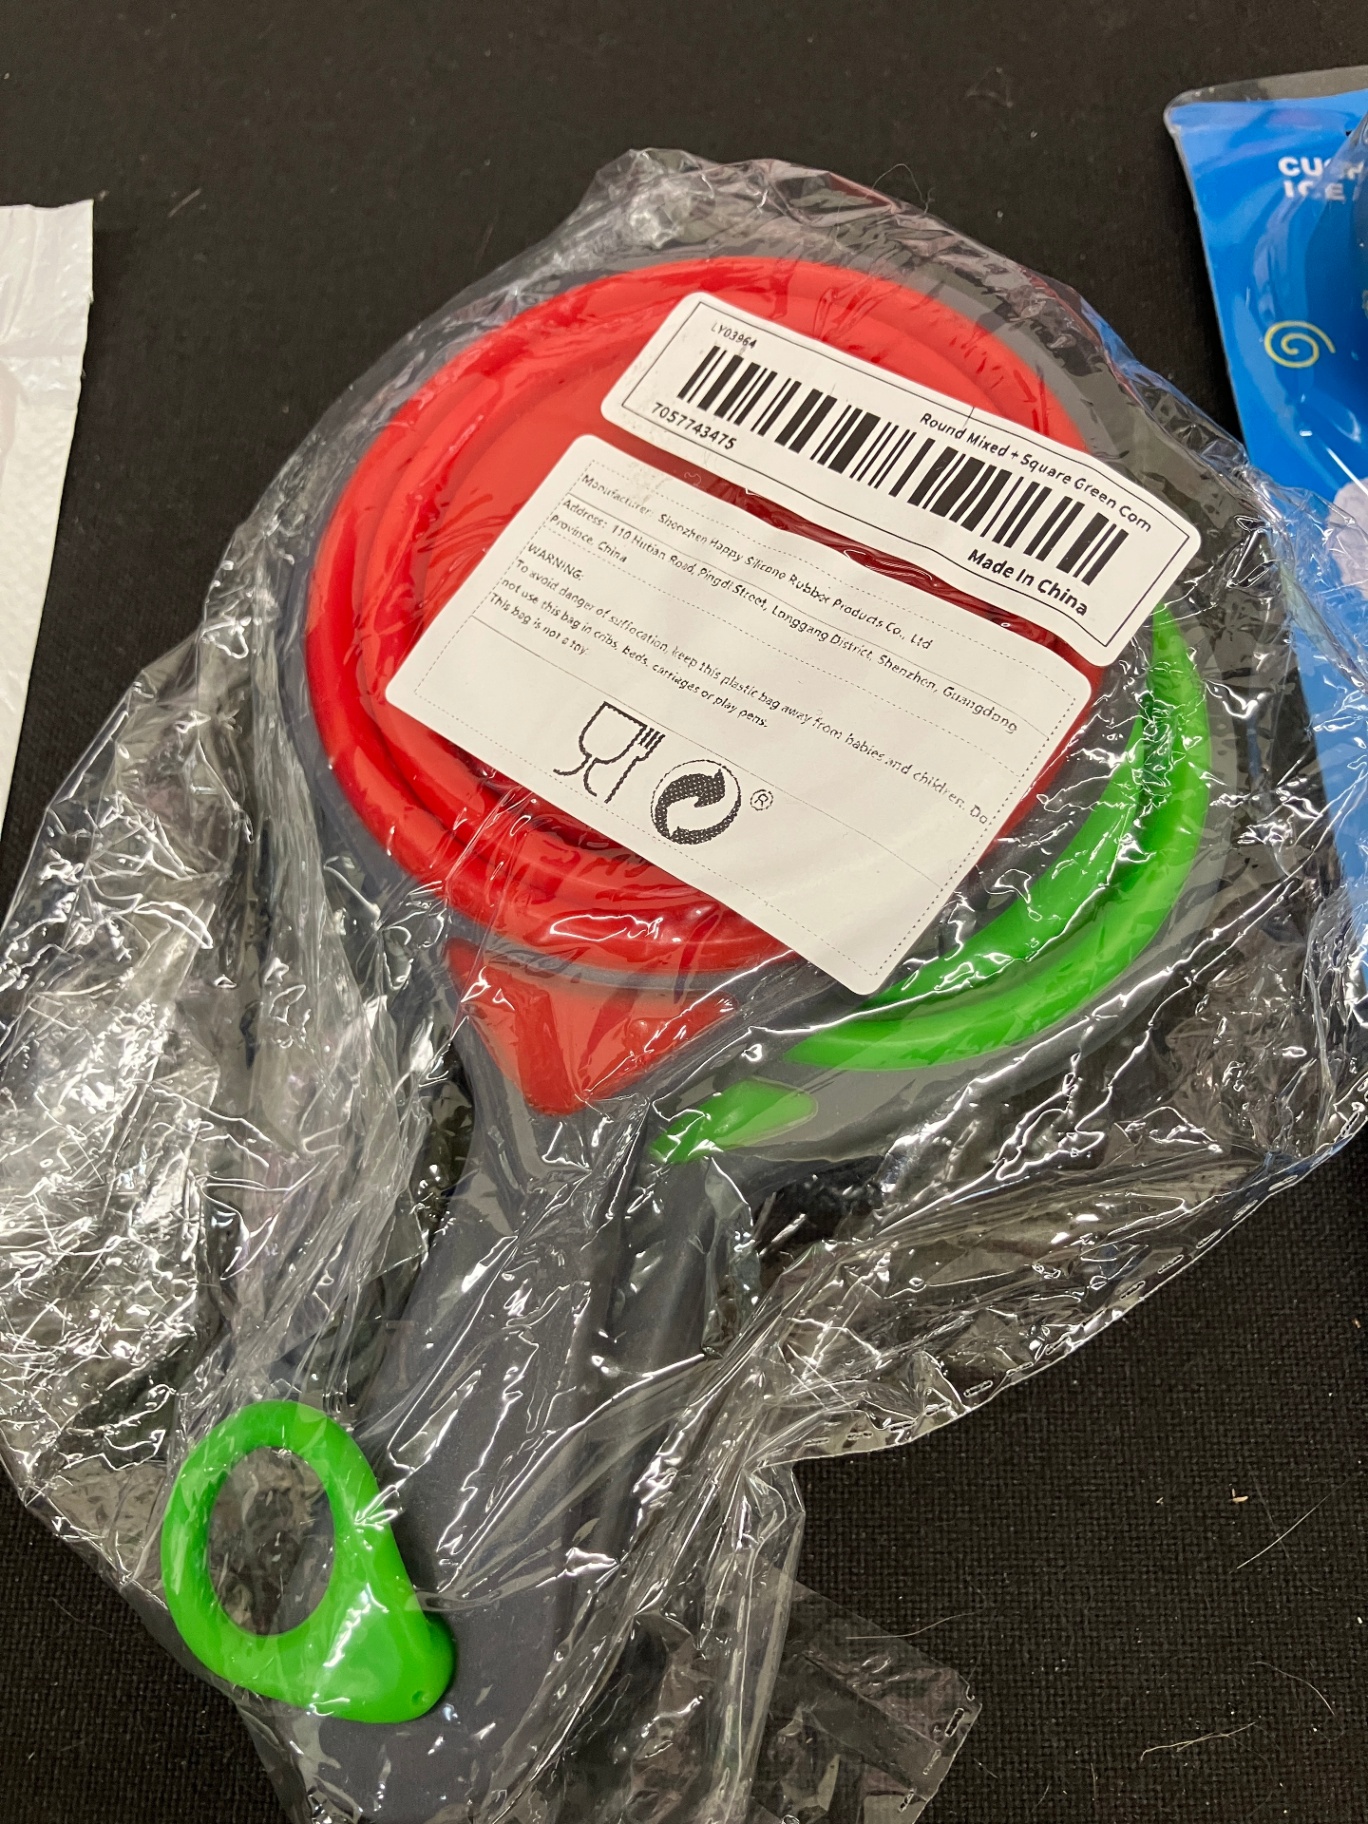 CU
ICE
LY03964
7057743475
Round Mixed + Square Green Com
Made In China
Manufacturer: Shenzhen Happy Silicone Rubber Products Co., Ltd
Address: 110 Hutian Road, Pingdi Street, Longgang District, Shenzhen, Guangdong
Province, China
WARNING:
To avoid danger of suffocation, keep this plastic bag away from babies and children. Do
not use this bag in cribs, beds, carriages or play pens.
This bag is not a toy
®